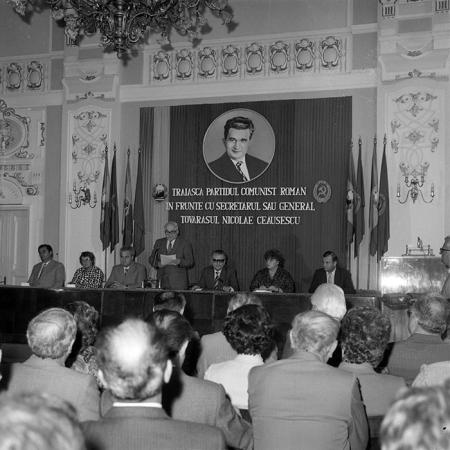 TRAIASCA PARTIDUL COMUNIST ROMAN
IN FRUNTE CU SECRETARUL SAU GENERAL
TOVARASUL NICOLAE CEAUSESCU